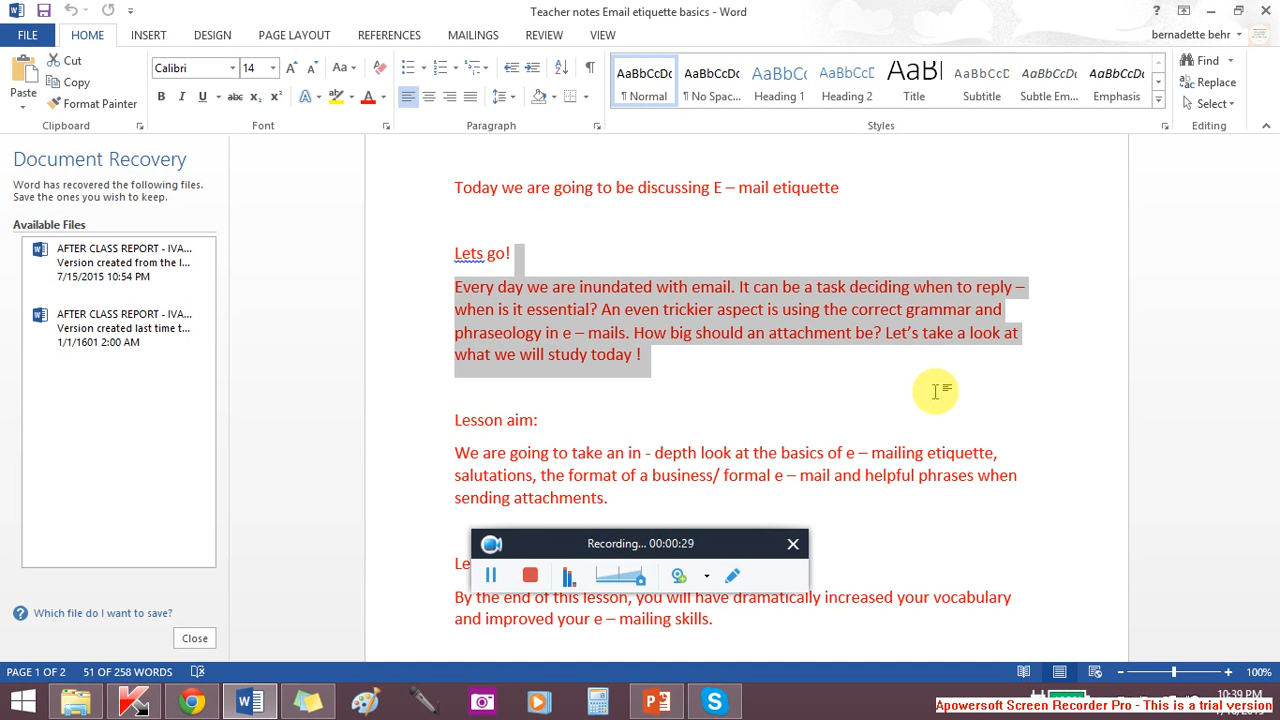 Teacher notes Email etiquette basics - Word
FILE HOME INSERT DESIGN PAGE LAYOUT REFERENCES MAILINGS REVIEW VIEW bernadette behr
Cut
Copy
Format Painter
Paste
Clipboard
Calibri 14
Font
Paragraph
AaBbCcDc AaBbCcDc AaBbCc AaBbCcC AaBl AaBbCcD AaBbCcDc AaBbCcDc
¶ Normal ¶ No Spac... Heading 1 Heading 2 Title Subtitle Subtle Em... Emphasis
Styles
Find
Replace
Select
Editing
Document Recovery
Word has recovered the following files.
Save the ones you wish to keep.
Available Files
AFTER CLASS REPORT - IVA...
Version created from the l...
7/15/2015 10:54 PM
AFTER CLASS REPORT - IVA...
Version created last time t...
1/1/1601 2:00 AM
Which file do I want to save?
Close
Today we are going to be discussing E – mail etiquette
Lets go!
Every day we are inundated with email. It can be a task deciding when to reply –
when is it essential? An even trickier aspect is using the correct grammar and
phraseology in e – mails. How big should an attachment be? Let’s take a look at
what we will study today !
Lesson aim:
We are going to take an in - depth look at the basics of e – mailing etiquette,
salutations, the format of a business/ formal e – mail and helpful phrases when
sending attachments.
Recording... 00:00:29
Le
By the end of this lesson, you will have dramatically increased your vocabulary
and improved your e – mailing skills.
PAGE 1 OF 2 51 OF 258 WORDS 100%
10:39 PM
Apowersoft Screen Recorder Pro - This is a trial version